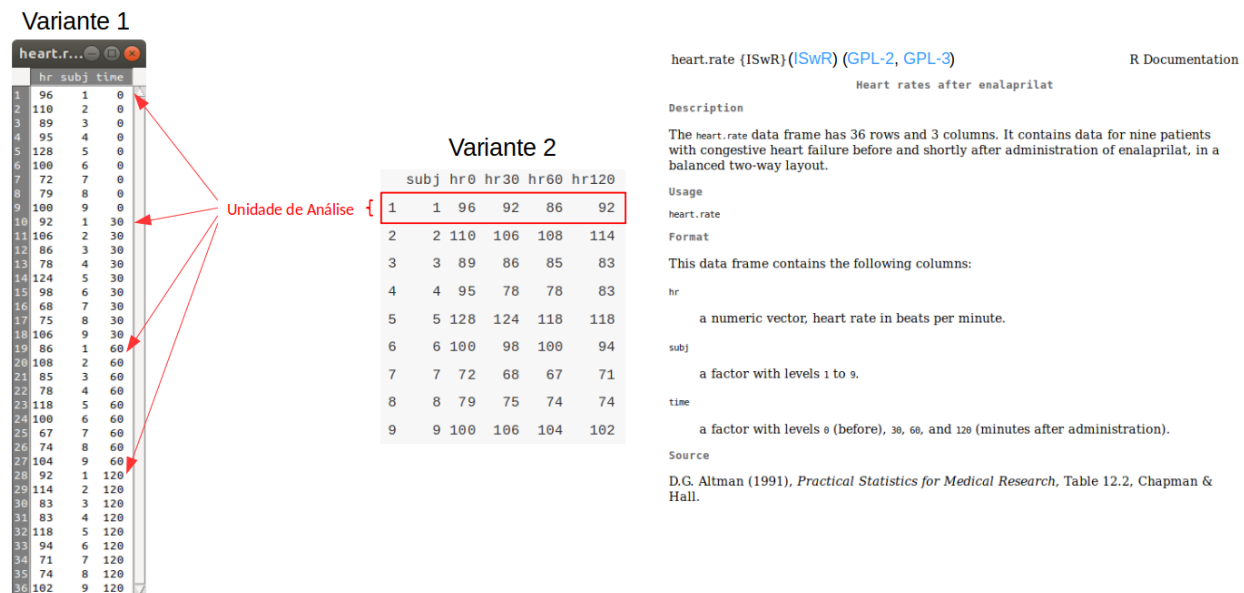 Variante 1
heart.r...
hr subj time
1 96 1 0
2 110 2 0
3 89 3 0
4 95 4 0
5 128 5 0
6 100 6 0
7 72 7 0
8 79 8 0
9 100 9 0
10 92 1 30
11 106 2 30
12 86 3 30
13 78 4 30
14 124 5 30
15 98 6 30
16 68 7 30
17 75 8 30
18 106 9 30
19 86 1 60
20 108 2 60
21 85 3 60
22 78 4 60
23 118 5 60
24 100 6 60
25 67 7 60
26 74 8 60
27 104 9 60
28 92 1 120
29 114 2 120
30 83 3 120
31 83 4 120
32 118 5 120
33 94 6 120
34 71 7 120
35 74 8 120
36 102 9 120
Unidade de Análise {
Variante 2
subj hr0 hr30 hr60 hr120
1 1 96 92 86 92
2 2 110 106 108 114
3 3 89 86 85 83
4 4 95 78 78 83
5 5 128 124 118 118
6 6 100 98 100 94
7 7 72 68 67 71
8 8 79 75 74 74
9 9 100 106 104 102
heart.rate {ISwR}(ISwR) (GPL-2, GPL-3) R Documentation
Heart rates after enalaprilat
Description
The heart.rate data frame has 36 rows and 3 columns. It contains data for nine patients
with congestive heart failure before and shortly after administration of enalaprilat, in a
balanced two-way layout.
Usage
heart.rate
Format
This data frame contains the following columns:
hr
a numeric vector, heart rate in beats per minute.
subj
a factor with levels 1 to 9.
time
a factor with levels 0 (before), 30, 60, and 120 (minutes after administration).
Source
D.G. Altman (1991), Practical Statistics for Medical Research, Table 12.2, Chapman &
Hall.